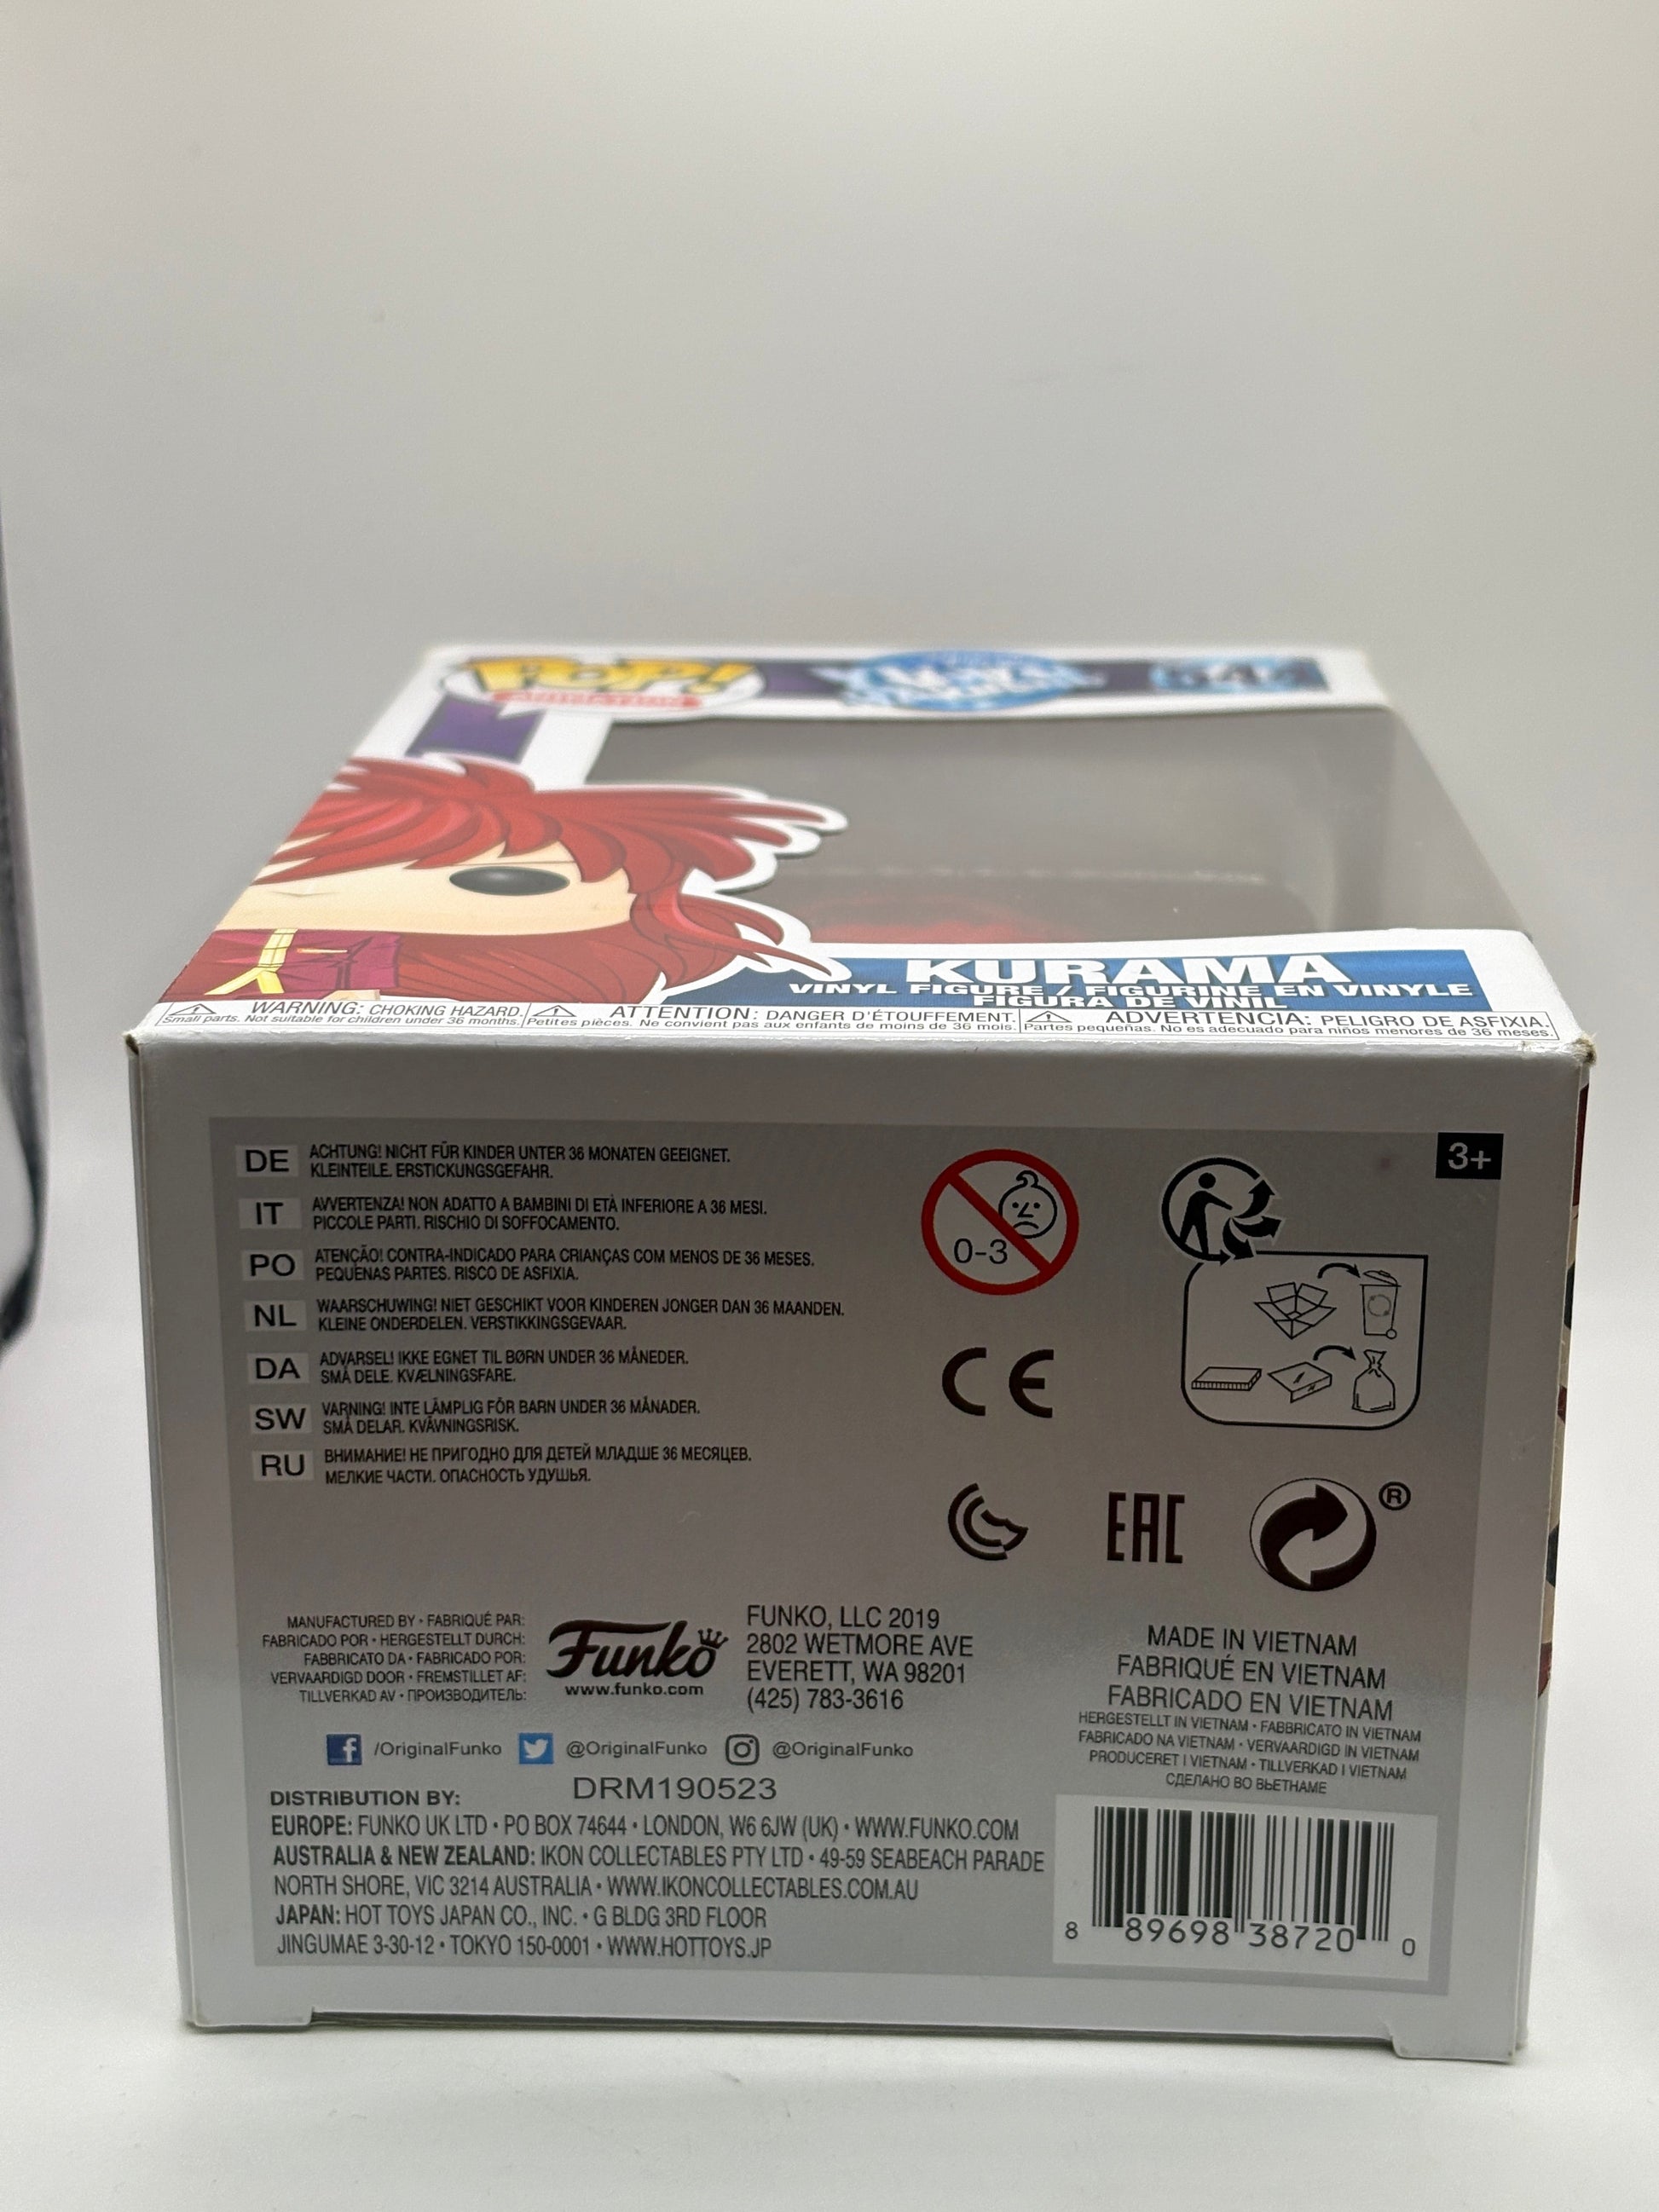 POP!
KURAMA
VINYL FIGURE / FIGURINE EN VINYLE
FIGURA DE VINIL
WARNING: CHOKING HAZARD.
Small parts. Not suitable for children under 36 months.
ATTENTION : DANGER D'ÉTOUFFEMENT.
Petites pièces. Ne convient pas aux enfants de moins de 36 mois.
ADVERTENCIA: PELIGRO DE ASFIXIA.
Partes pequeñas. No es adecuado para niños menores de 36 meses.
DE ACHTUNG! NICHT FÜR KINDER UNTER 36 MONATEN GEEIGNET.
KLEINTEILE. ERSTICKUNGSGEFAHR.
IT AVVERTENZA! NON ADATTO A BAMBINI DI ETÀ INFERIORE A 36 MESI.
PICCOLE PARTI. RISCHIO DI SOFFOCAMENTO.
PO ATENÇÃO! CONTRA-INDICADO PARA CRIANÇAS COM MENOS DE 36 MESES.
PEQUENAS PARTES. RISCO DE ASFIXIA.
NL WAARSCHUWING! NIET GESCHIKT VOOR KINDEREN JONGER DAN 36 MAANDEN.
KLEINE ONDERDELEN. VERSTIKKINGSGEVAAR.
DA ADVARSEL! IKKE EGNET TIL BØRN UNDER 36 MÅNEDER.
SMÅ DELE. KVÆLNINGSFARE.
SW VARNING! INTE LÄMPLIG FÖR BARN UNDER 36 MÅNADER.
SMÅ DELAR. KVÄVNINGSRISK.
RU ВНИМАНИЕ! НЕ ПРИГОДНО ДЛЯ ДЕТЕЙ МЛАДШЕ 36 МЕСЯЦЕВ.
МЕЛКИЕ ЧАСТИ. ОПАСНОСТЬ УДУШЬЯ.
0-3
3+
CE
EAC
®
MANUFACTURED BY • FABRIQUÉ PAR:
FABRICADO POR • HERGESTELLT DURCH:
FABBRICATO DA • FABRICADO POR:
VERVAARDIGD DOOR • FREMSTILLET AF:
TILLVERKAD AV • ПРОИЗВОДИТЕЛЬ:
Funko
www.funko.com
FUNKO, LLC 2019
2802 WETMORE AVE
EVERETT, WA 98201
(425) 783-3616
/OriginalFunko @OriginalFunko @OriginalFunko
DRM190523
DISTRIBUTION BY:
EUROPE: FUNKO UK LTD • PO BOX 74644 • LONDON, W6 6JW (UK) • WWW.FUNKO.COM
AUSTRALIA & NEW ZEALAND: IKON COLLECTABLES PTY LTD • 49-59 SEABEACH PARADE
NORTH SHORE, VIC 3214 AUSTRALIA • WWW.IKONCOLLECTABLES.COM.AU
JAPAN: HOT TOYS JAPAN CO., INC. • G BLDG 3RD FLOOR
JINGUMAE 3-30-12 • TOKYO 150-0001 • WWW.HOTTOYS.JP
MADE IN VIETNAM
FABRIQUÉ EN VIETNAM
FABRICADO EN VIETNAM
HERGESTELLT IN VIETNAM • FABBRICATO IN VIETNAM
FABRICADO NA VIETNAM • VERVAARDIGD IN VIETNAM
PRODUCERET I VIETNAM • TILLVERKAD I VIETNAM
СДЕЛАНО ВО ВЬЕТНАМЕ
8 89698 38720 0